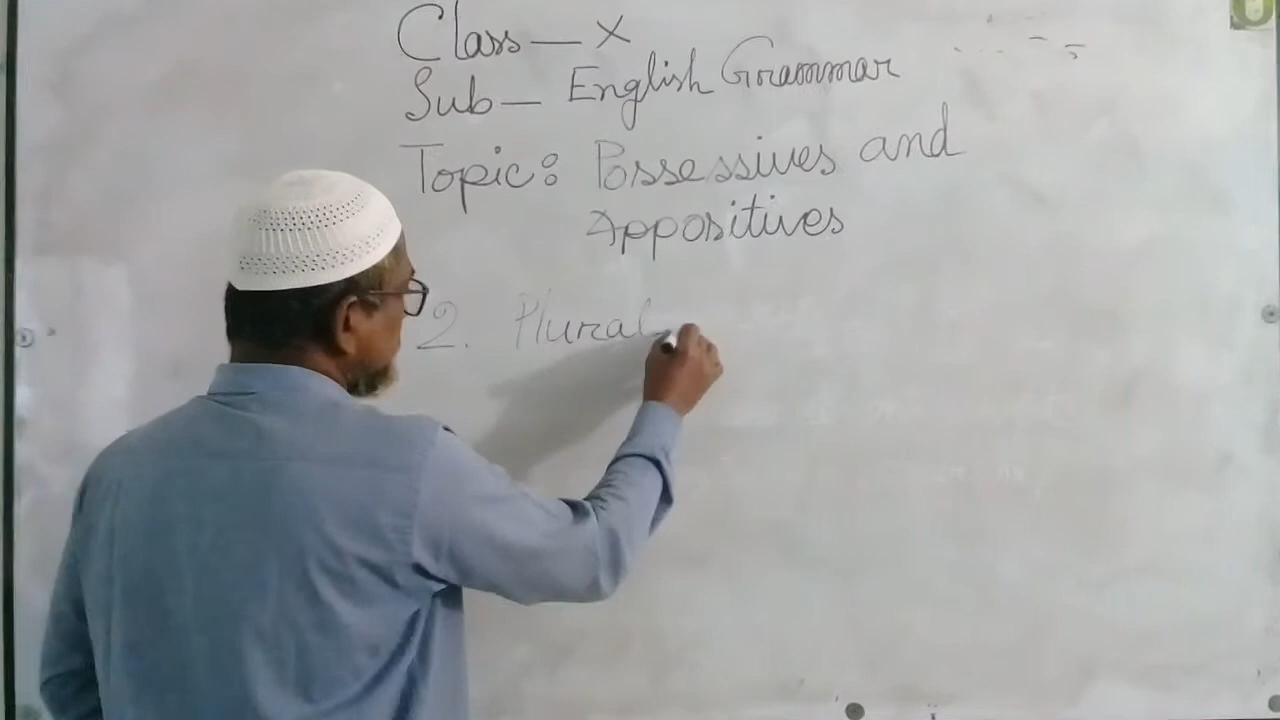 Class — X
Sub — English Grammar
Topic: Possessives and
Appositives
2. Plural